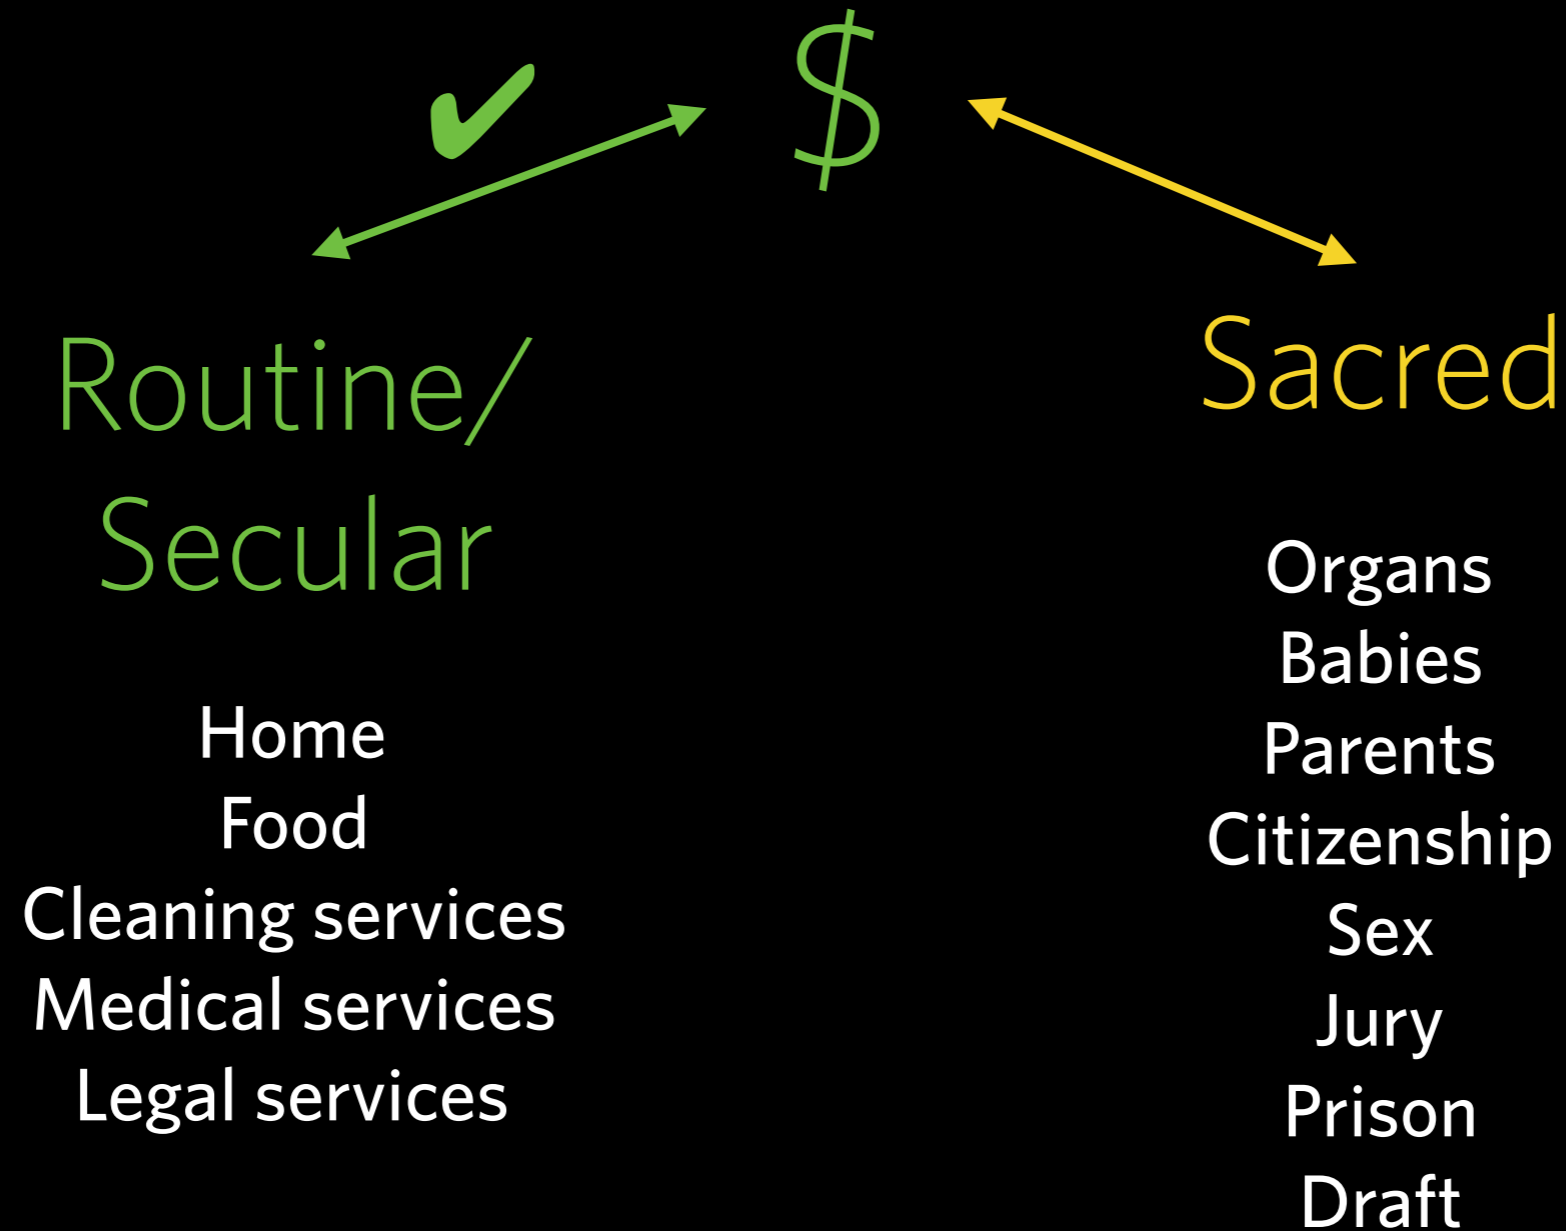 ✔
$
Routine/
Secular
Home
Food
Cleaning services
Medical services
Legal services
Sacred
Organs
Babies
Parents
Citizenship
Sex
Jury
Prison
Draft